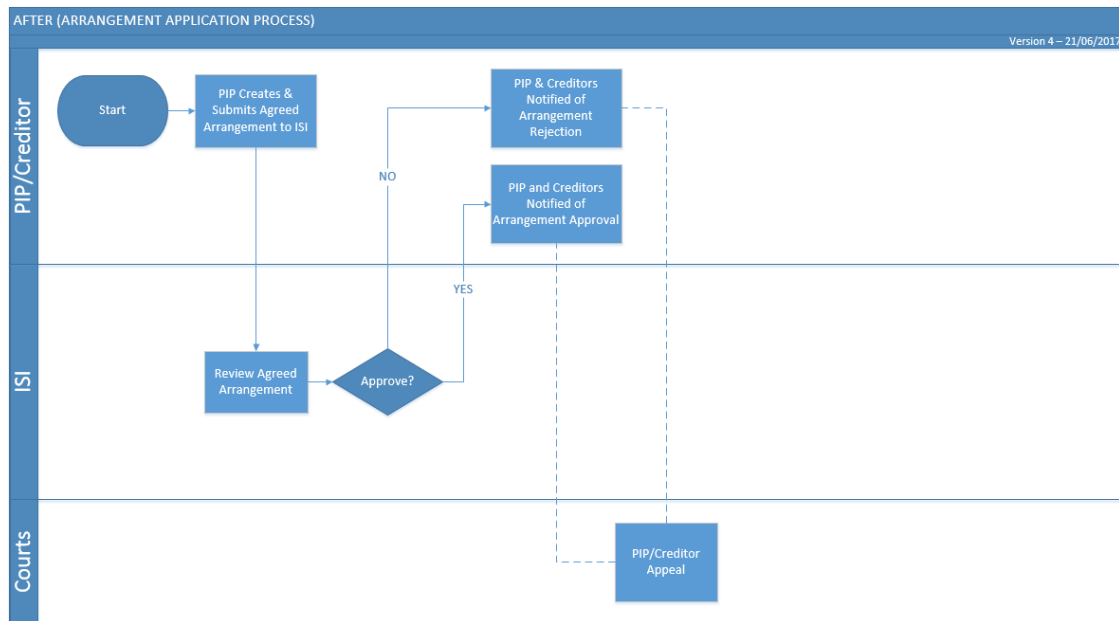 AFTER (ARRANGEMENT APPLICATION PROCESS)
Version 4 – 21/06/2017
PIP/Creditor
Start
PIP Creates &
Submits Agreed
Arrangement to ISI
PIP & Creditors
Notified of
Arrangement
Rejection
NO
PIP and Creditors
Notified of
Arrangement Approval
YES
ISI
Review Agreed
Arrangement
Approve?
Courts
PIP/Creditor
Appeal